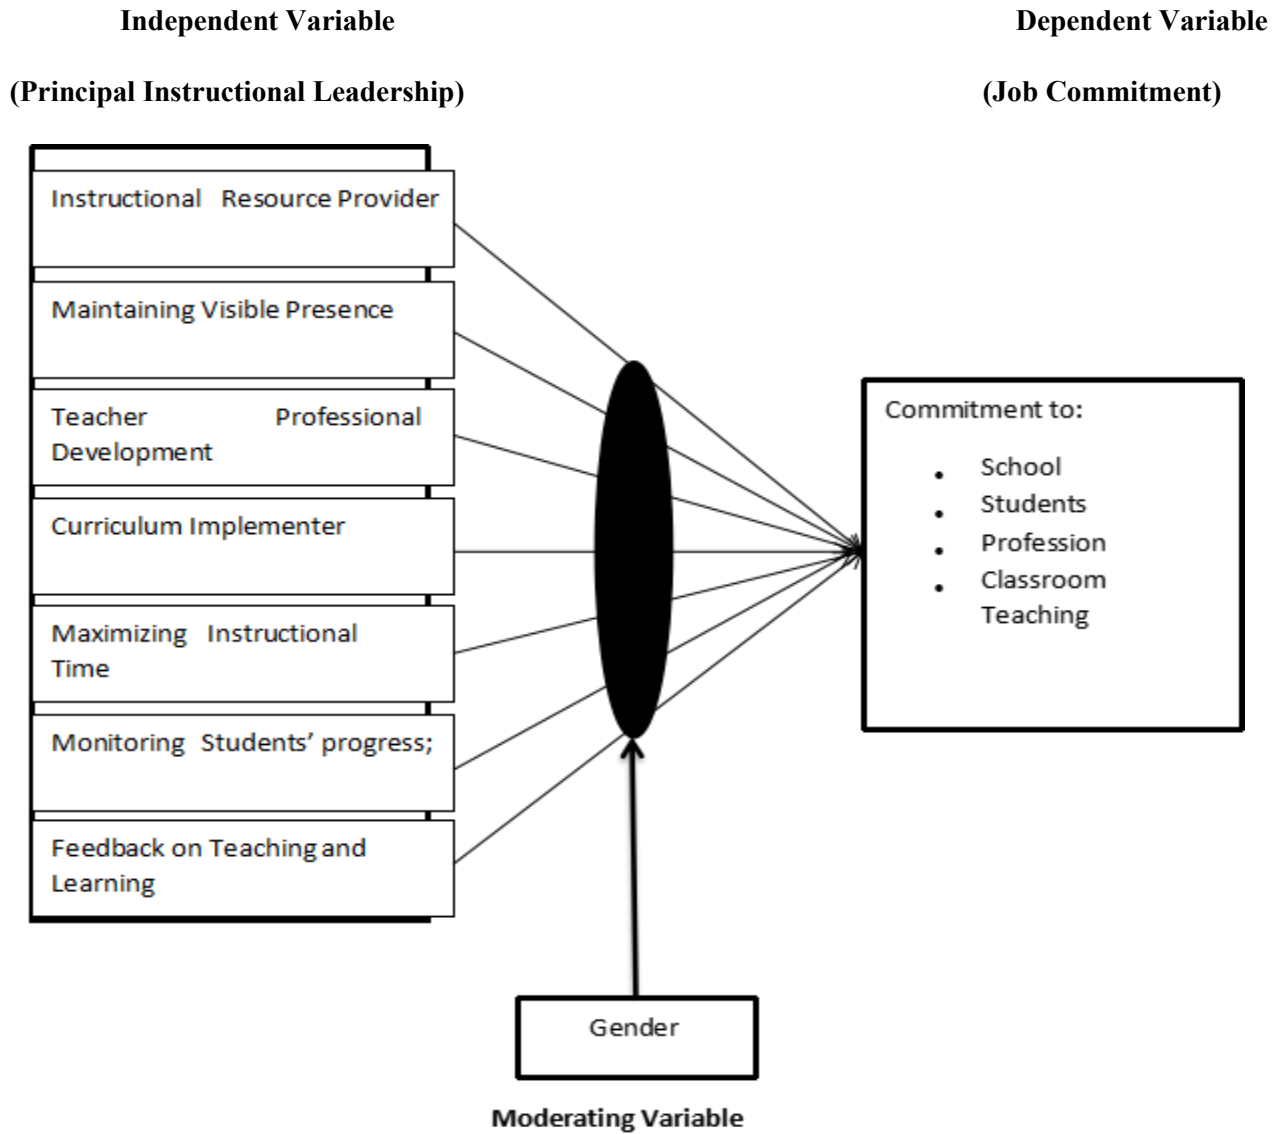 Independent Variable
Dependent Variable
(Principal Instructional Leadership)
(Job Commitment)
Instructional Resource Provider
Maintaining Visible Presence
Teacher Professional
Development
Curriculum Implementer
Maximizing Instructional
Time
Monitoring Students’ progress;
Feedback on Teaching and
Learning
Commitment to:
• School
• Students
• Profession
• Classroom
Teaching
Gender
Moderating Variable